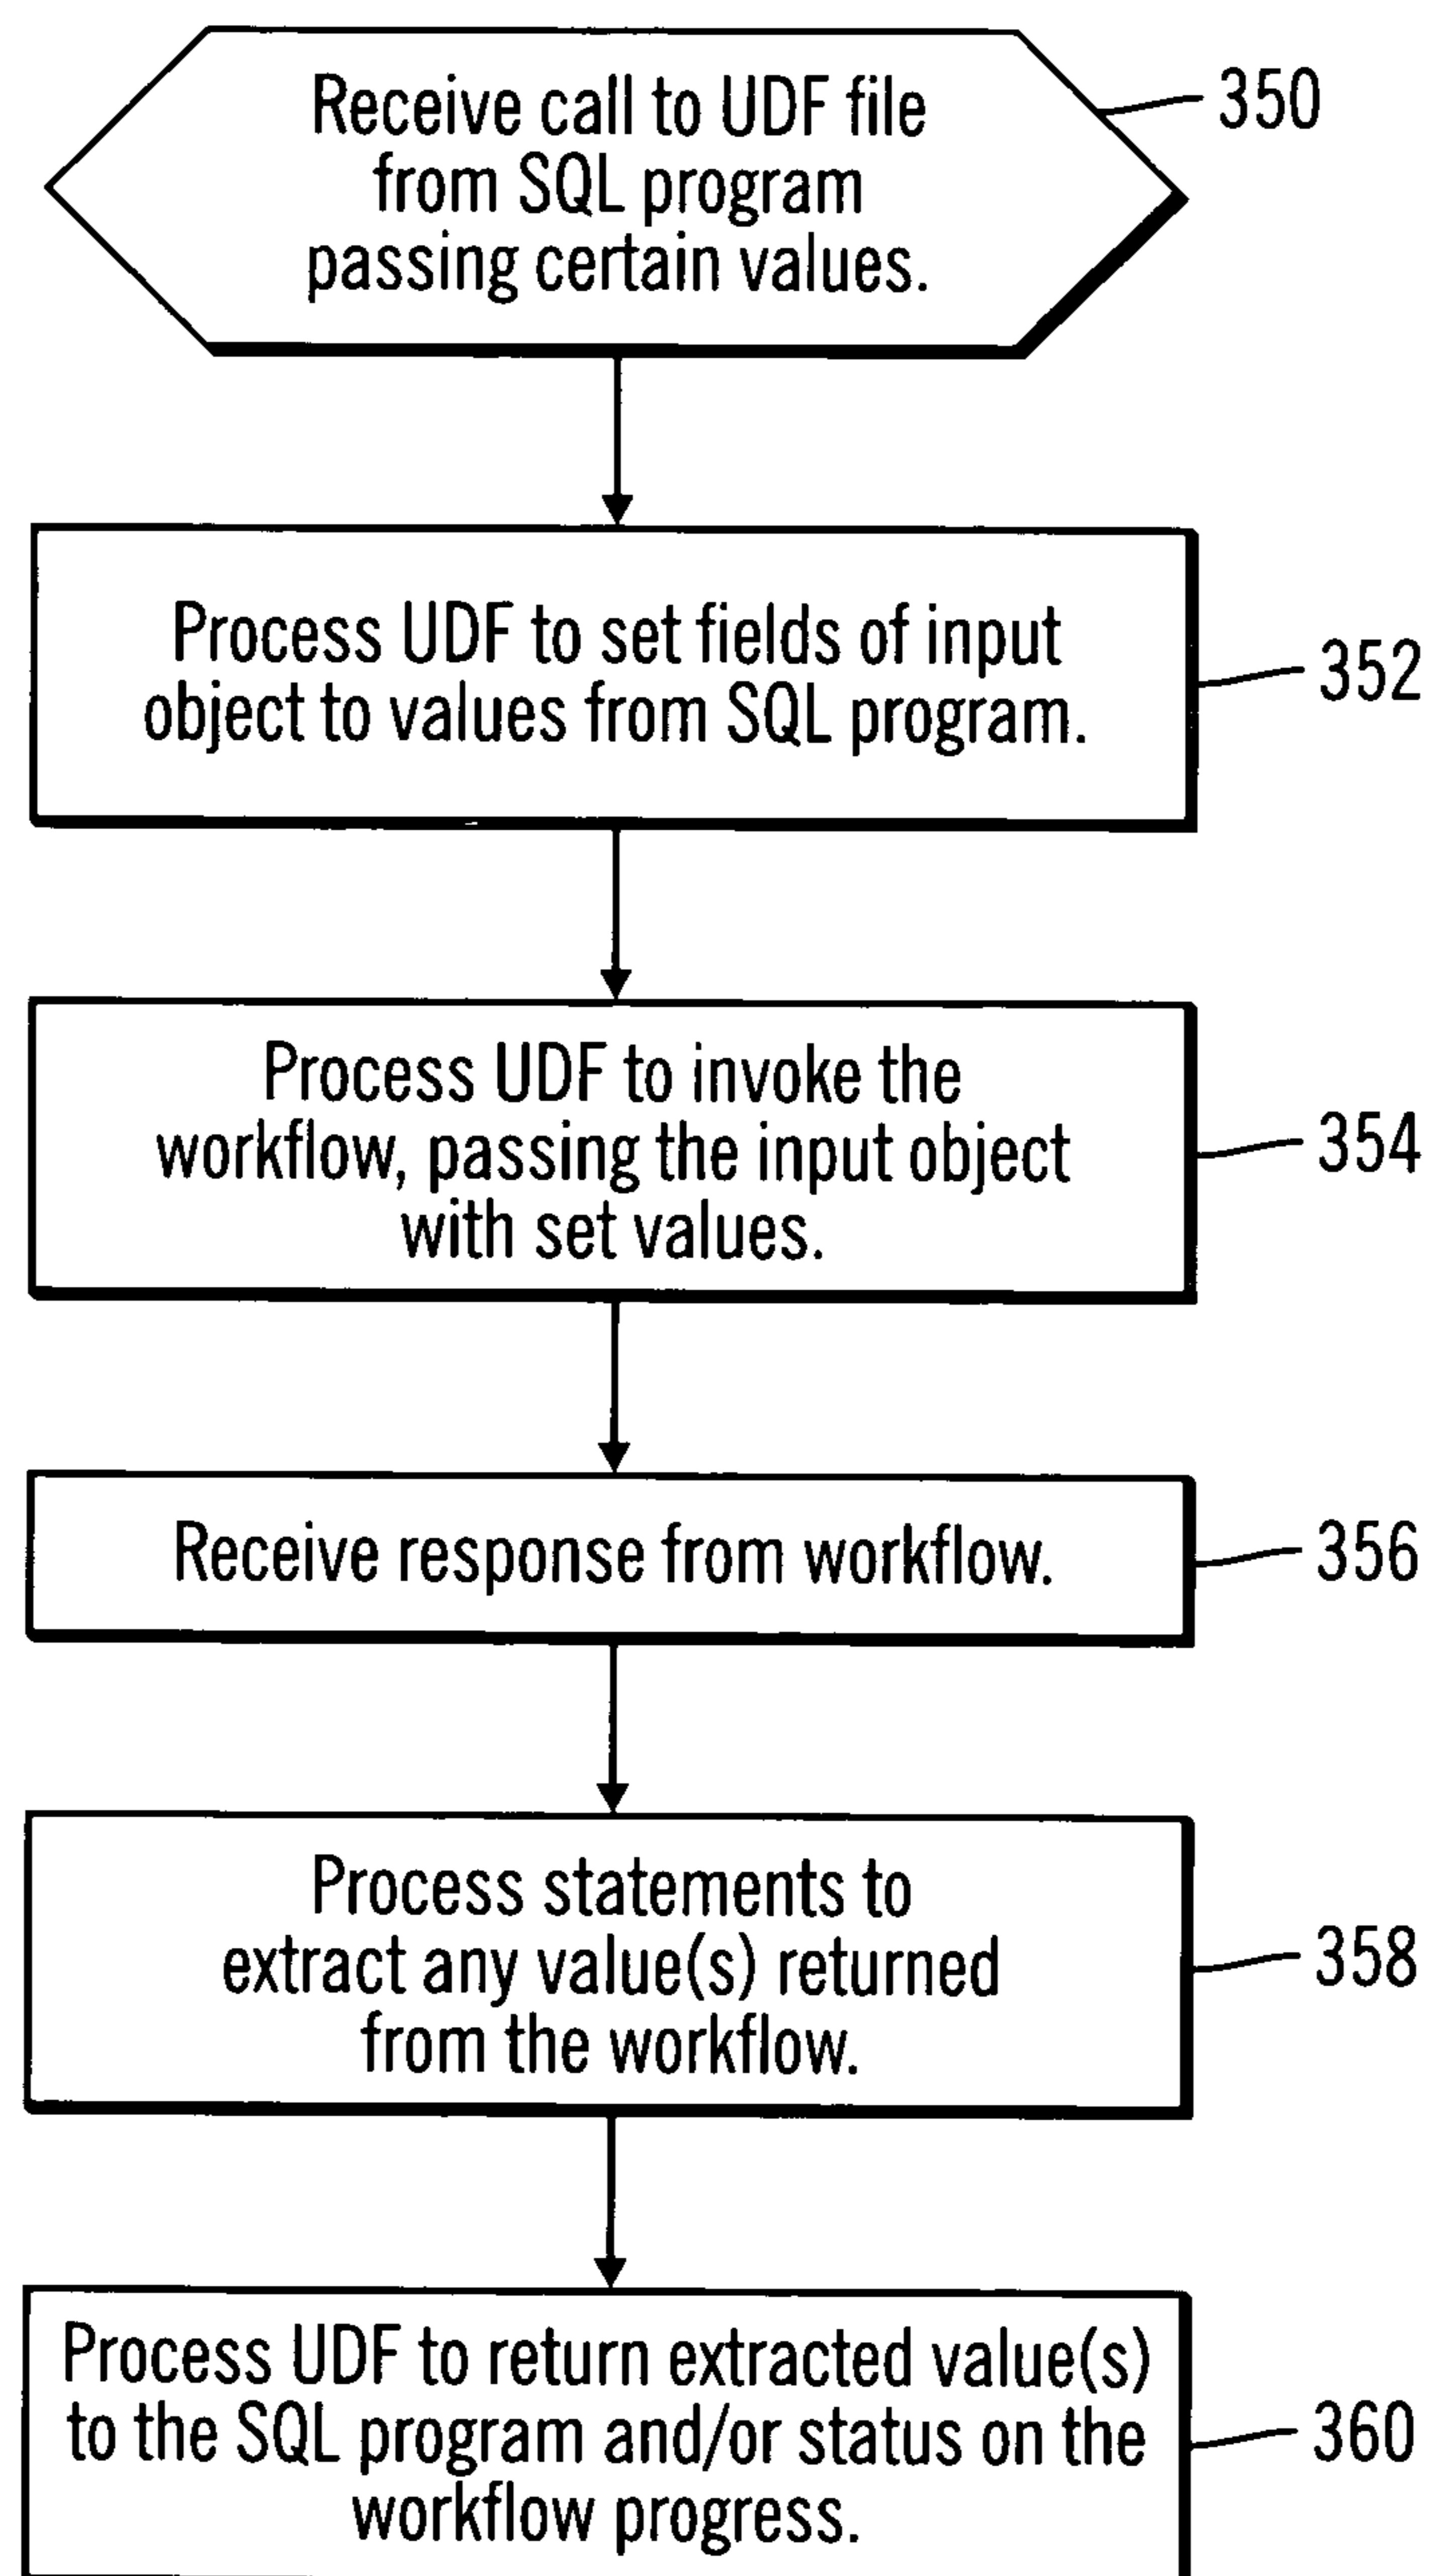 Receive call to UDF file
from SQL program
passing certain values.
350
Process UDF to set fields of input
object to values from SQL program.
352
Process UDF to invoke the
workflow, passing the input object
with set values.
354
Receive response from workflow.
356
Process statements to
extract any value(s) returned
from the workflow.
358
Process UDF to return extracted value(s)
to the SQL program and/or status on the
workflow progress.
360